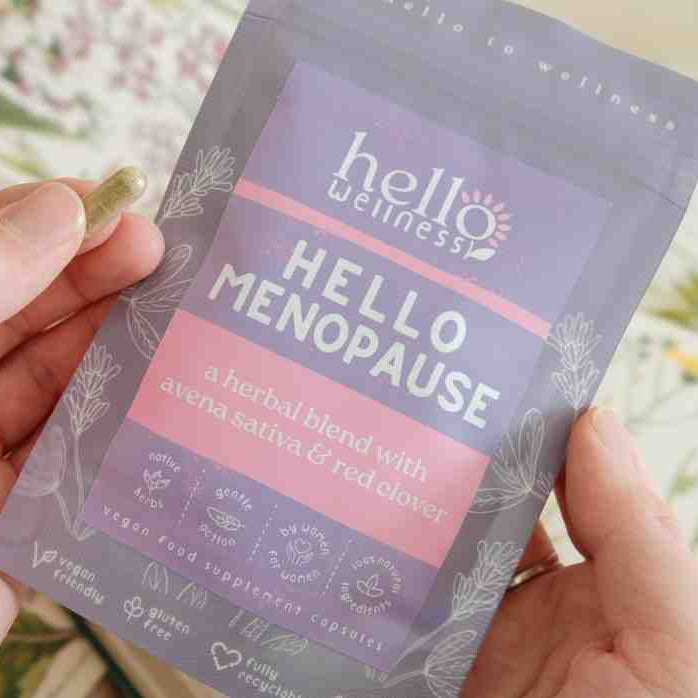 hello to wellness
hello
wellness
HELLO
MENOPAUSE
a herbal blend with
avena sativa & red clover
native
herbs
gentle
action
by women
for women
100% natural
ingredients
vegan food supplement capsules
vegan
friendly
gluten
free
fully
recyclable